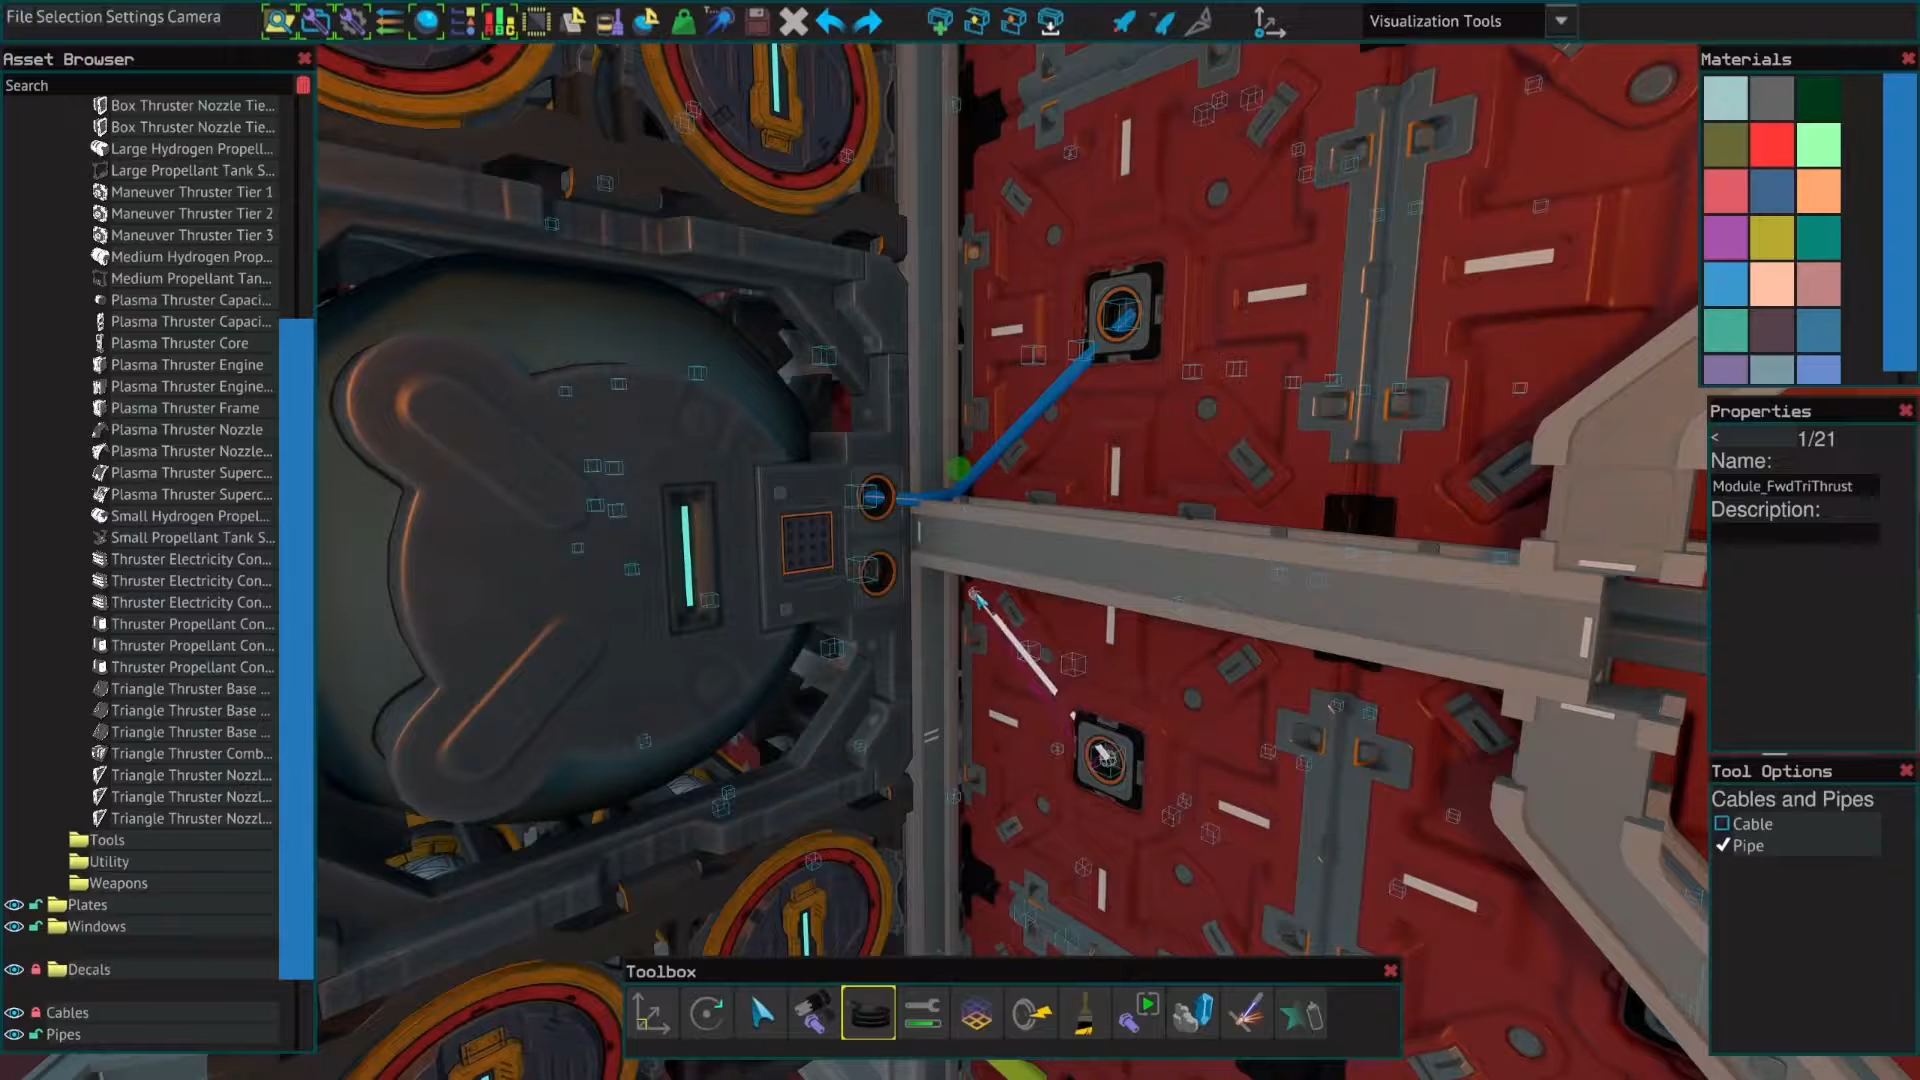 File Selection Settings Camera
Visualization Tools
Asset Browser
Search
Box Thruster Nozzle Tie...
Box Thruster Nozzle Tie...
Large Hydrogen Propell...
Large Propellant Tank S...
Maneuver Thruster Tier 1
Maneuver Thruster Tier 2
Maneuver Thruster Tier 3
Medium Hydrogen Prop...
Medium Propellant Tan...
Plasma Thruster Capaci...
Plasma Thruster Capaci...
Plasma Thruster Core
Plasma Thruster Engine
Plasma Thruster Engine...
Plasma Thruster Frame
Plasma Thruster Nozzle
Plasma Thruster Nozzle...
Plasma Thruster Superc...
Plasma Thruster Superc...
Small Hydrogen Propel...
Small Propellant Tank S...
Thruster Electricity Con...
Thruster Electricity Con...
Thruster Electricity Con...
Thruster Propellant Con...
Thruster Propellant Con...
Thruster Propellant Con...
Triangle Thruster Base ...
Triangle Thruster Base ...
Triangle Thruster Base ...
Triangle Thruster Comb...
Triangle Thruster Nozzl...
Triangle Thruster Nozzl...
Triangle Thruster Nozzl...
Tools
Utility
Weapons
Plates
Windows
Decals
Cables
Pipes
Toolbox
Materials
Properties
< 1/21
Name:
Module_FwdTriThrust
Description:
Tool Options
Cables and Pipes
Cable
Pipe